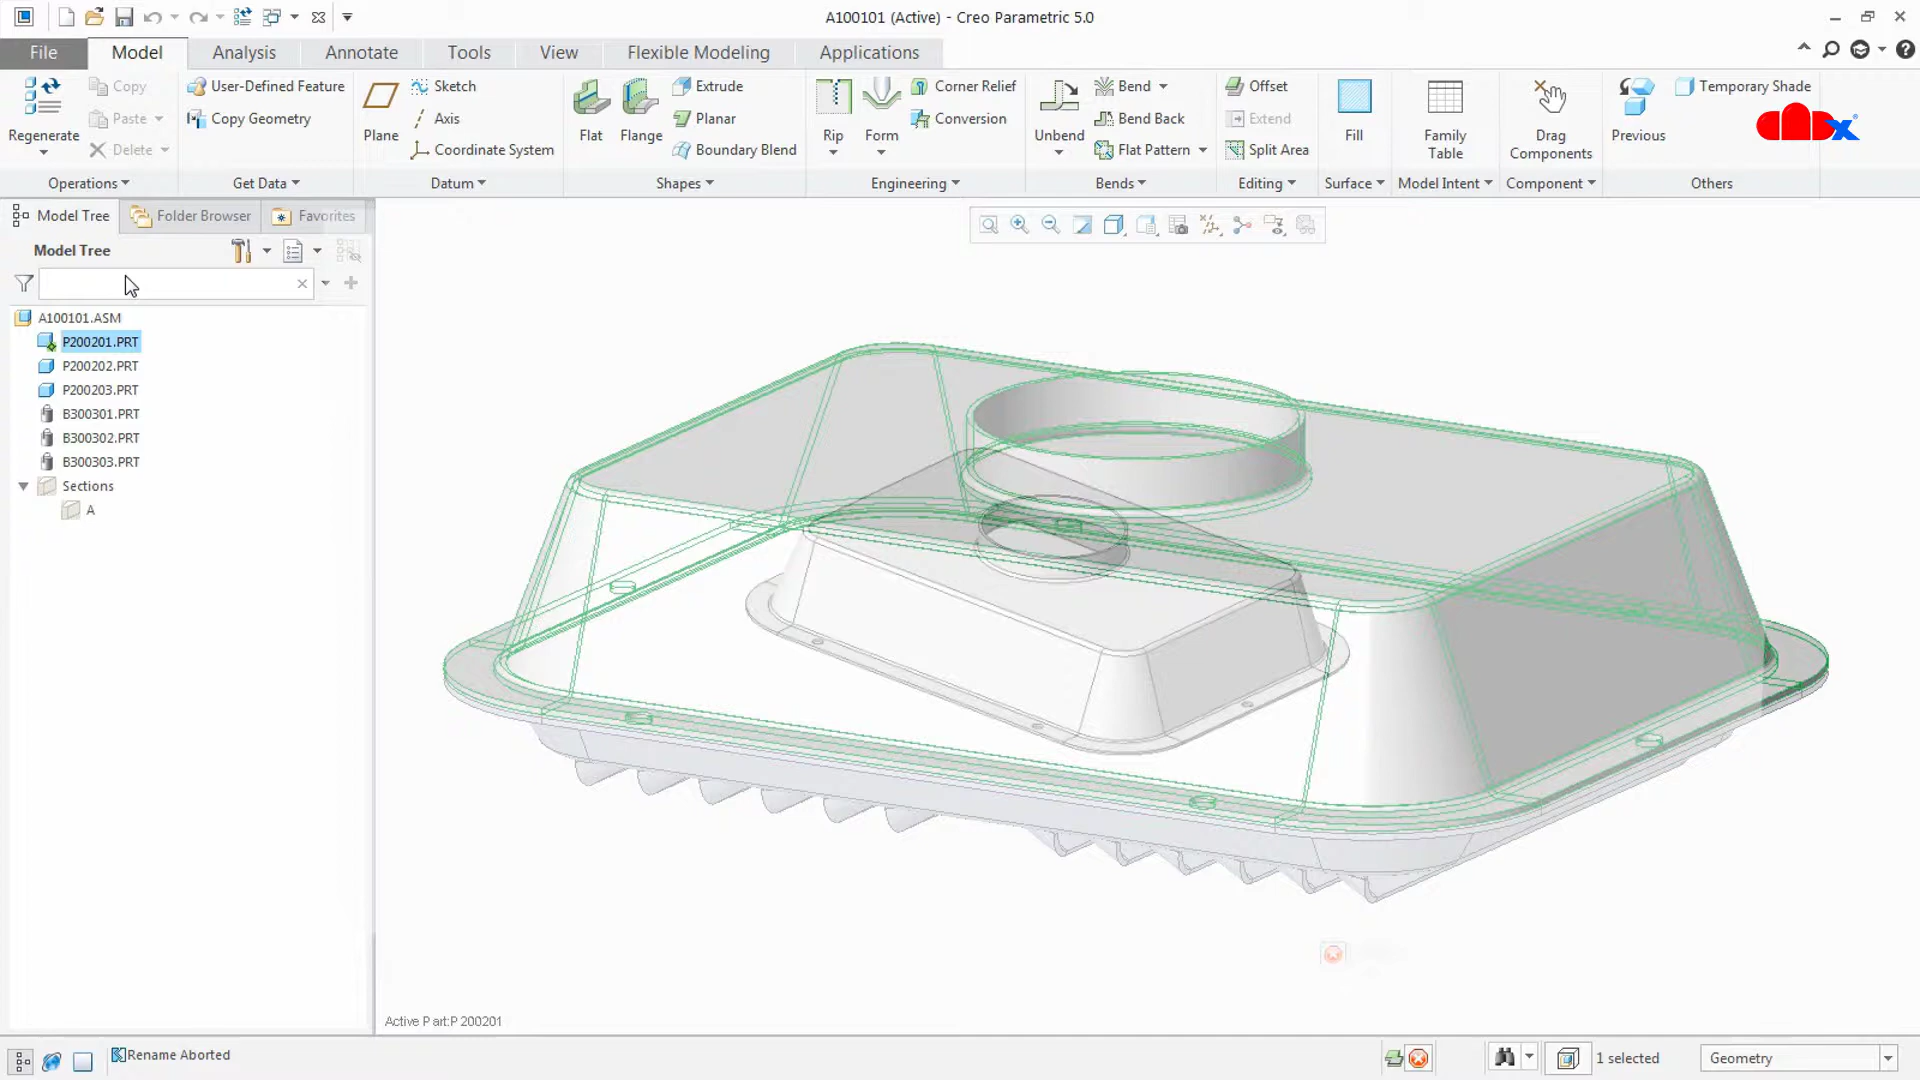 A100101 (Active) - Creo Parametric 5.0
File Model Analysis Annotate Tools View Flexible Modeling Applications
Regenerate
Copy
Paste
Delete
Operations
User-Defined Feature
Copy Geometry
Get Data
Plane
Sketch
Axis
Coordinate System
Datum
Flat
Flange
Extrude
Planar
Boundary Blend
Shapes
Rip
Form
Corner Relief
Conversion
Engineering
Unbend
Bend
Bend Back
Flat Pattern
Bends
Offset
Extend
Split Area
Editing
Fill
Surface
Family
Table
Model Intent
Drag
Components
Component
Previous
Temporary Shade
Others
Model Tree Folder Browser Favorites
Model Tree
A100101.ASM
P200201.PRT
P200202.PRT
P200203.PRT
B300301.PRT
B300302.PRT
B300303.PRT
Sections
A
Active Part:P200201
Rename Aborted
1 selected
Geometry